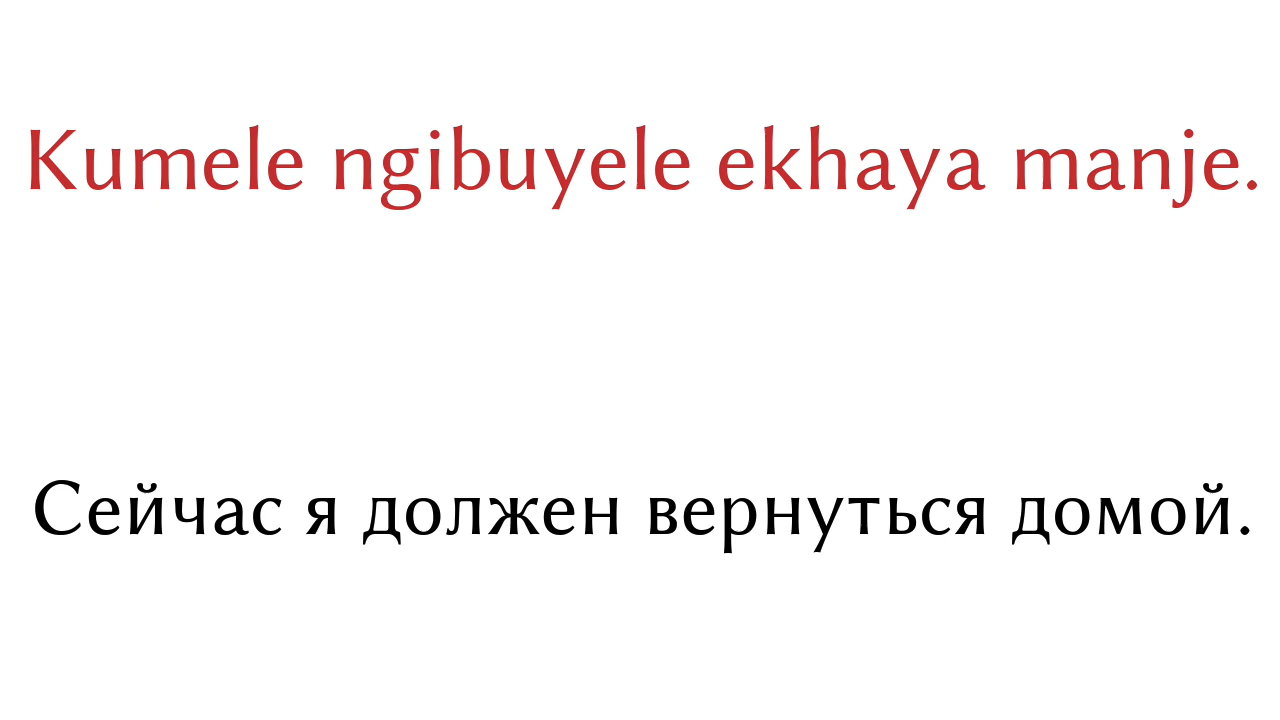 Kumele ngibuyele ekhaya manje.
Сейчас я должен вернуться домой.